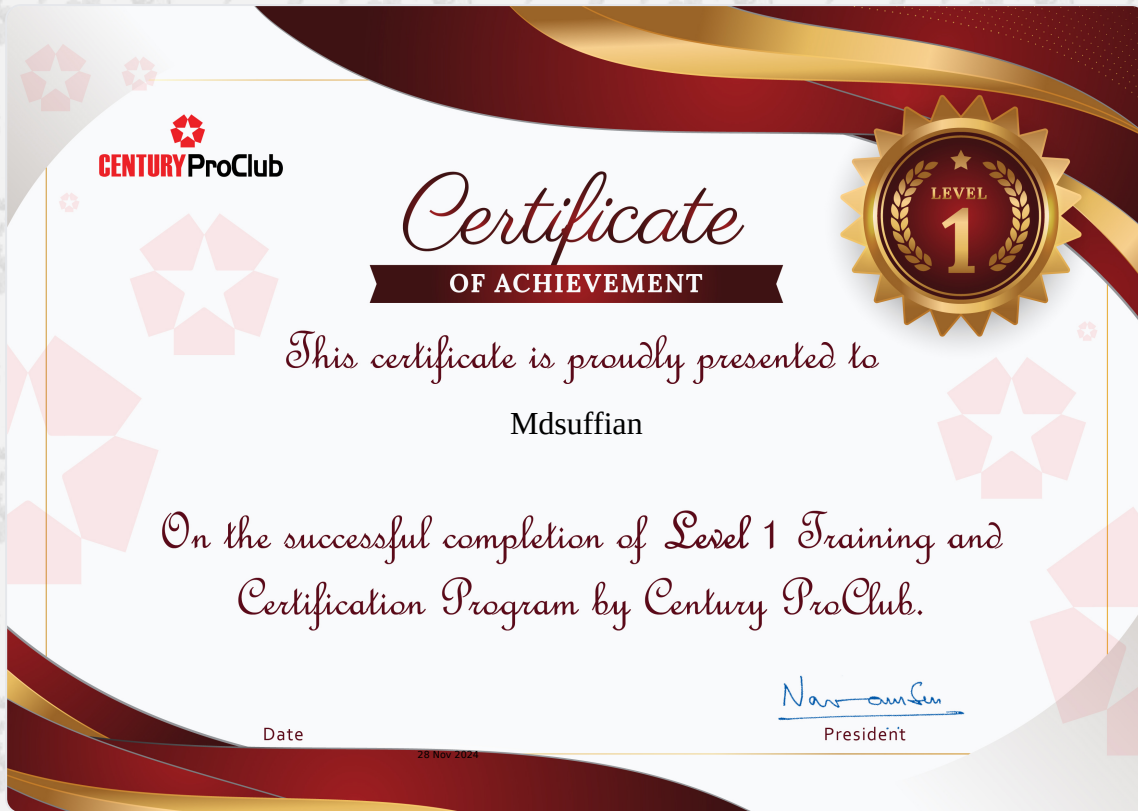 CENTURY ProClub
LEVEL
1
Certificate
OF ACHIEVEMENT
This certificate is proudly presented to
Mdsuffian
On the successful completion of Level 1 Training and
Certification Program by Century ProClub.
Date
President
28 Nov 2024